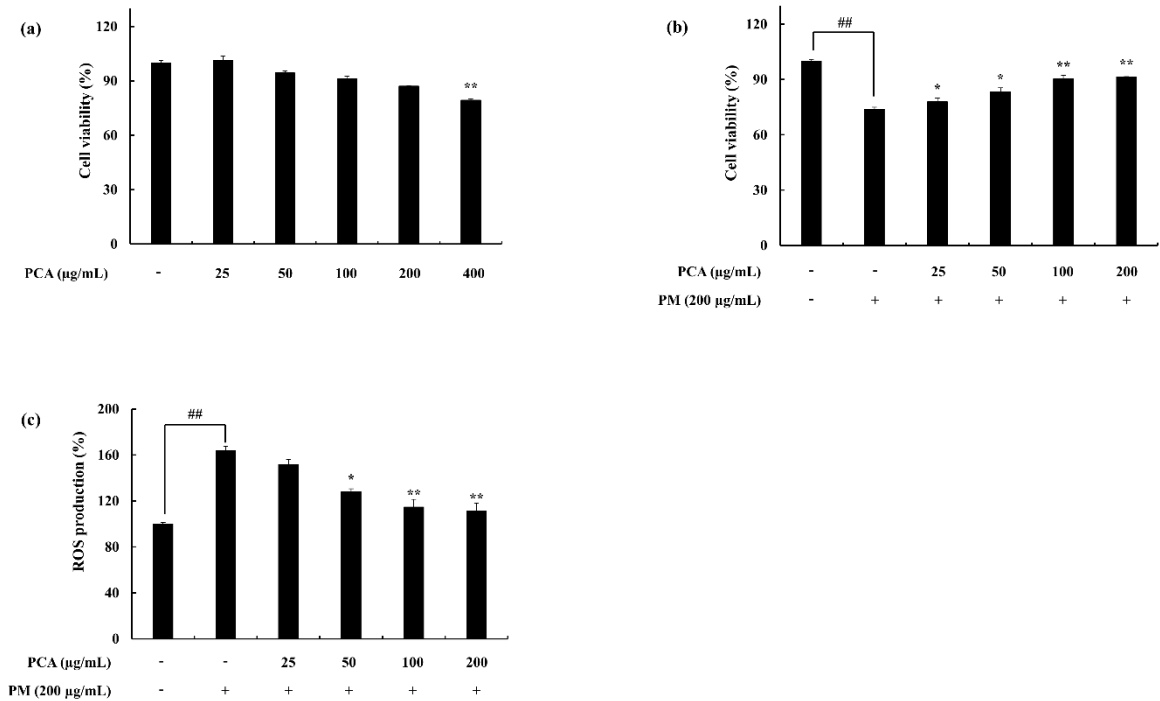 (a)
Cell viability (%)
120
90
60
30
0
**
PCA (µg/mL) - 25 50 100 200 400
(b)
Cell viability (%)
120
90
60
30
0
##
* * ** **
PCA (µg/mL) - - 25 50 100 200
PM (200 µg/mL) - + + + + +
(c)
ROS production (%)
200
160
120
80
40
0
##
* ** **
PCA (µg/mL) - - 25 50 100 200
PM (200 µg/mL) - + + + + +